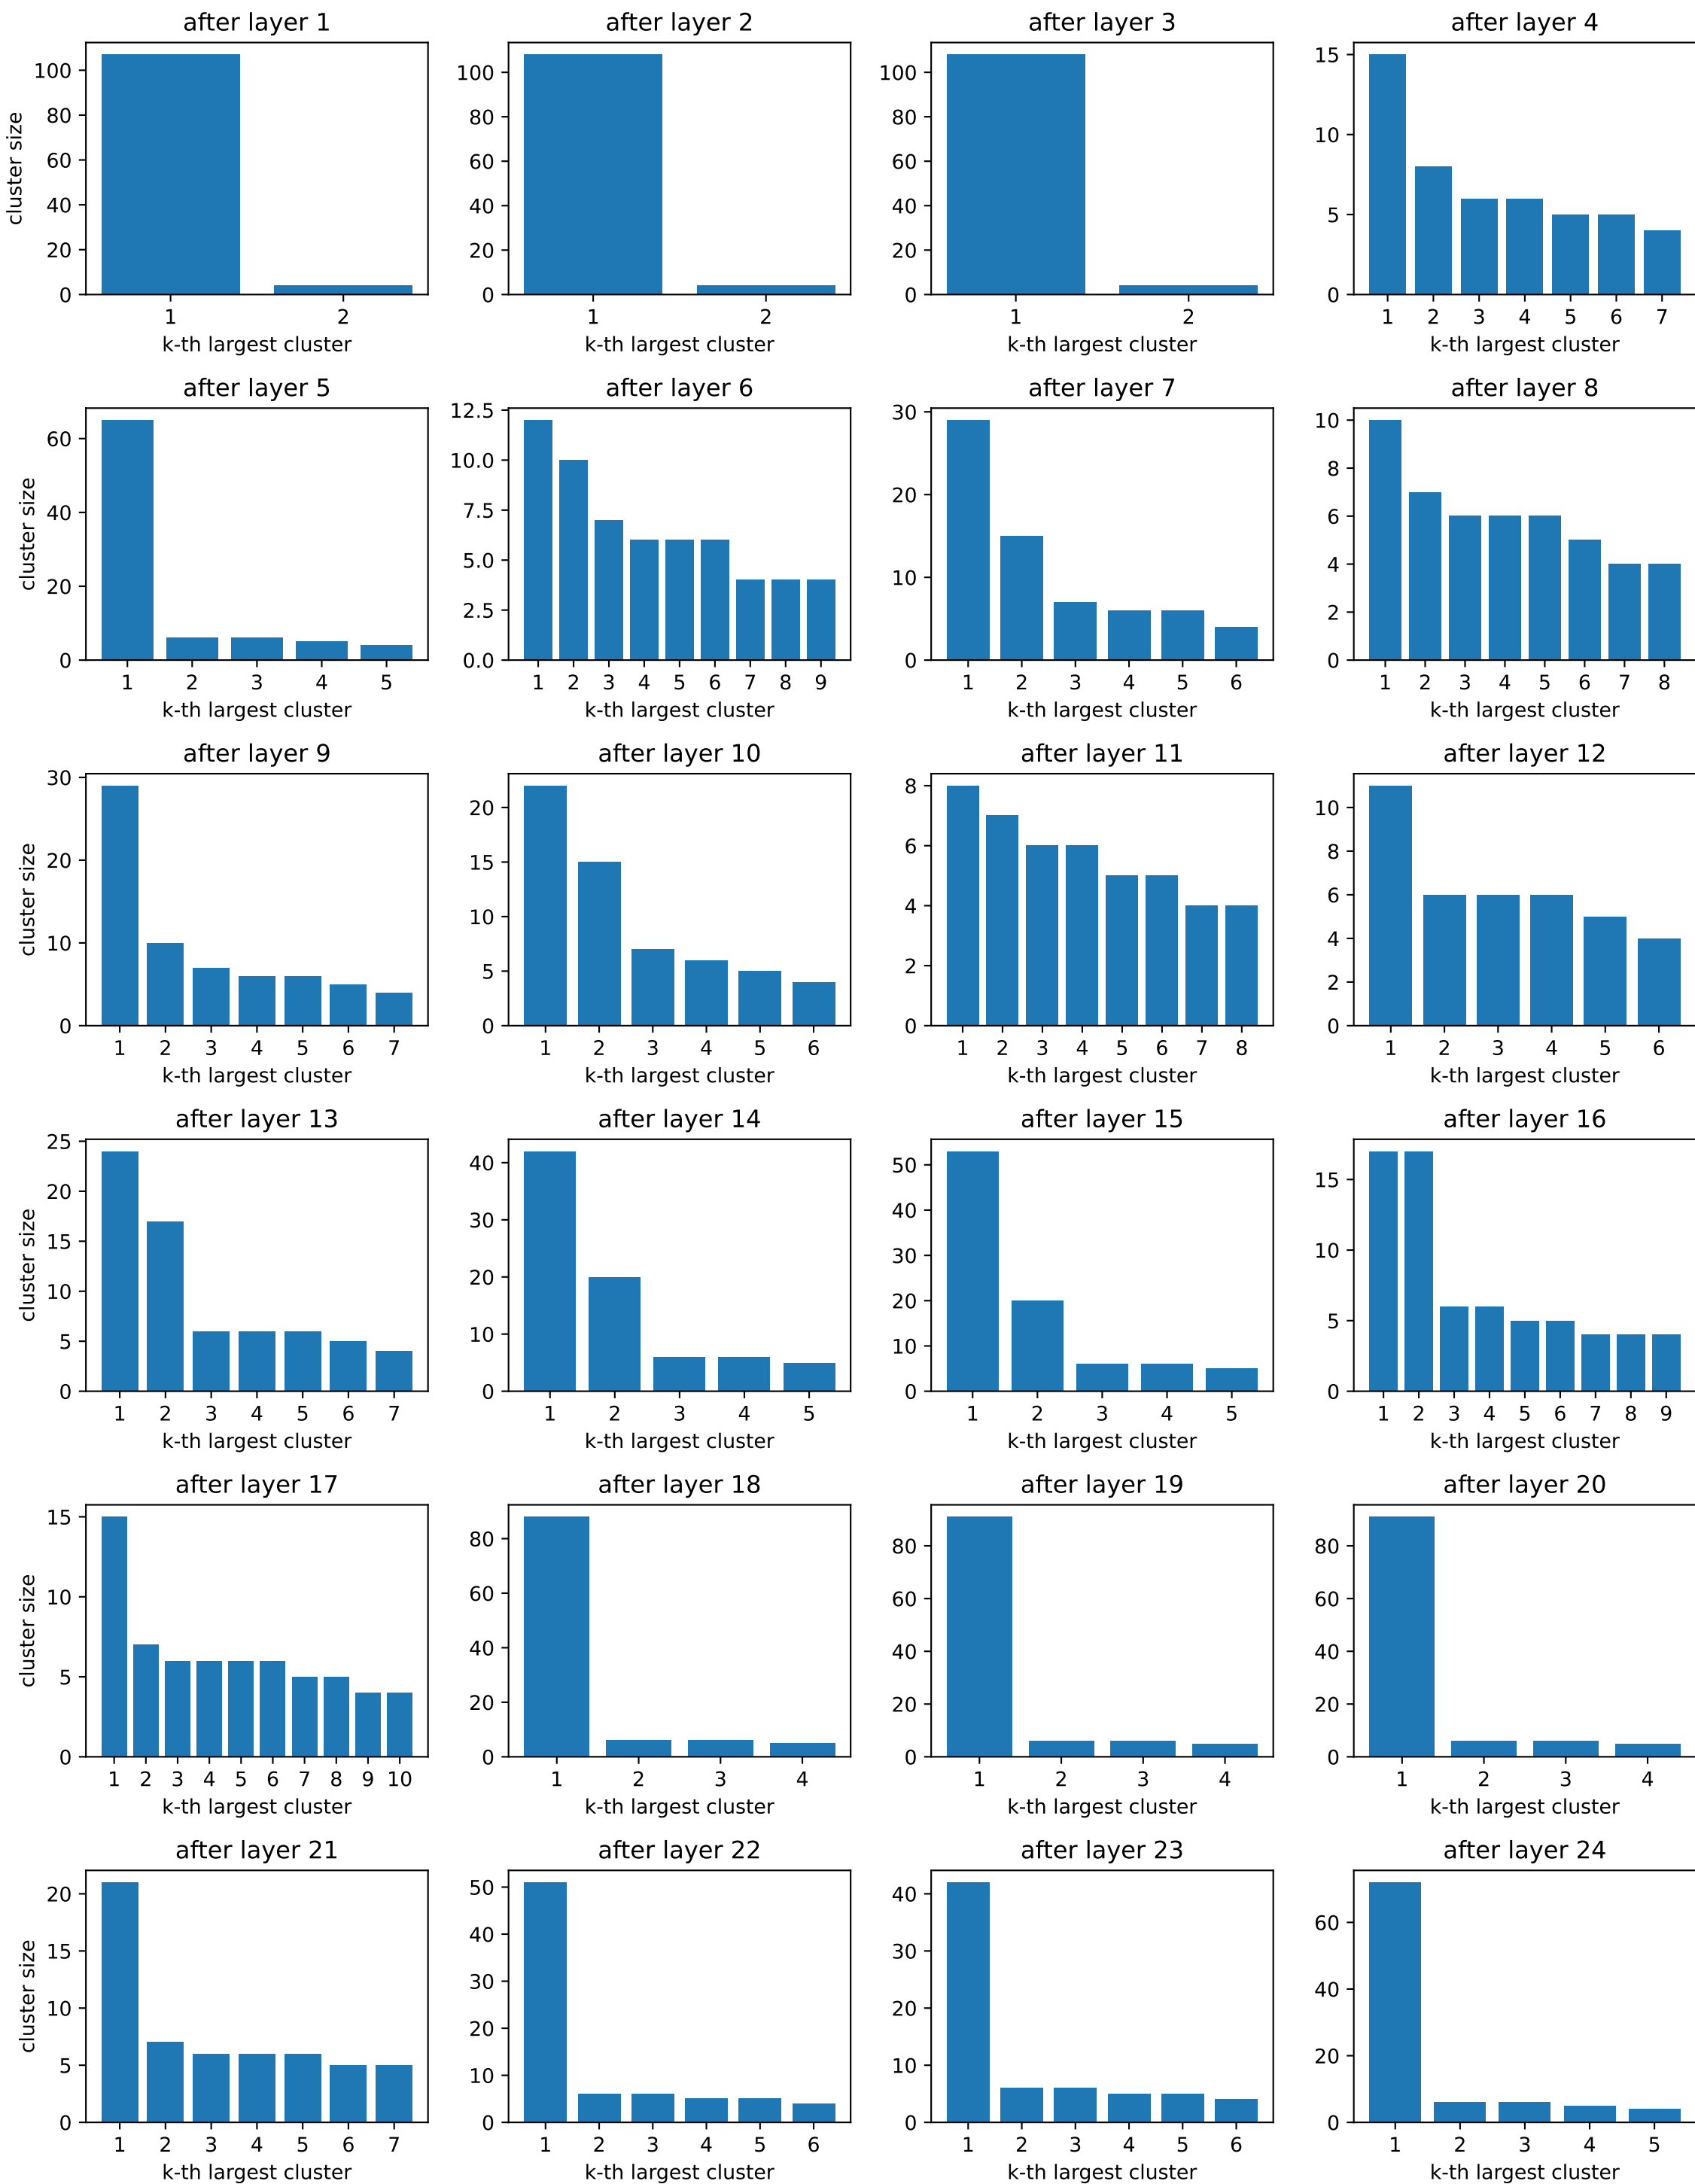 after layer 1
cluster size
100
80
60
40
20
0
1 2
k-th largest cluster
after layer 2
100
80
60
40
20
0
1 2
k-th largest cluster
after layer 3
100
80
60
40
20
0
1 2
k-th largest cluster
after layer 4
15
10
5
0
1 2 3 4 5 6 7
k-th largest cluster
after layer 5
cluster size
60
40
20
0
1 2 3 4 5
k-th largest cluster
after layer 6
12.5
10.0
7.5
5.0
2.5
0.0
1 2 3 4 5 6 7 8 9
k-th largest cluster
after layer 7
30
20
10
0
1 2 3 4 5 6
k-th largest cluster
after layer 8
10
8
6
4
2
0
1 2 3 4 5 6 7 8
k-th largest cluster
after layer 9
cluster size
30
20
10
0
1 2 3 4 5 6 7
k-th largest cluster
after layer 10
20
15
10
5
0
1 2 3 4 5 6
k-th largest cluster
after layer 11
8
6
4
2
0
1 2 3 4 5 6 7 8
k-th largest cluster
after layer 12
10
8
6
4
2
0
1 2 3 4 5 6
k-th largest cluster
after layer 13
cluster size
25
20
15
10
5
0
1 2 3 4 5 6 7
k-th largest cluster
after layer 14
40
30
20
10
0
1 2 3 4 5
k-th largest cluster
after layer 15
50
40
30
20
10
0
1 2 3 4 5
k-th largest cluster
after layer 16
15
10
5
0
1 2 3 4 5 6 7 8 9
k-th largest cluster
after layer 17
cluster size
15
10
5
0
1 2 3 4 5 6 7 8 9 10
k-th largest cluster
after layer 18
80
60
40
20
0
1 2 3 4
k-th largest cluster
after layer 19
80
60
40
20
0
1 2 3 4
k-th largest cluster
after layer 20
80
60
40
20
0
1 2 3 4
k-th largest cluster
after layer 21
cluster size
20
15
10
5
0
1 2 3 4 5 6 7
k-th largest cluster
after layer 22
50
40
30
20
10
0
1 2 3 4 5 6
k-th largest cluster
after layer 23
40
30
20
10
0
1 2 3 4 5 6
k-th largest cluster
after layer 24
60
40
20
0
1 2 3 4 5
k-th largest cluster